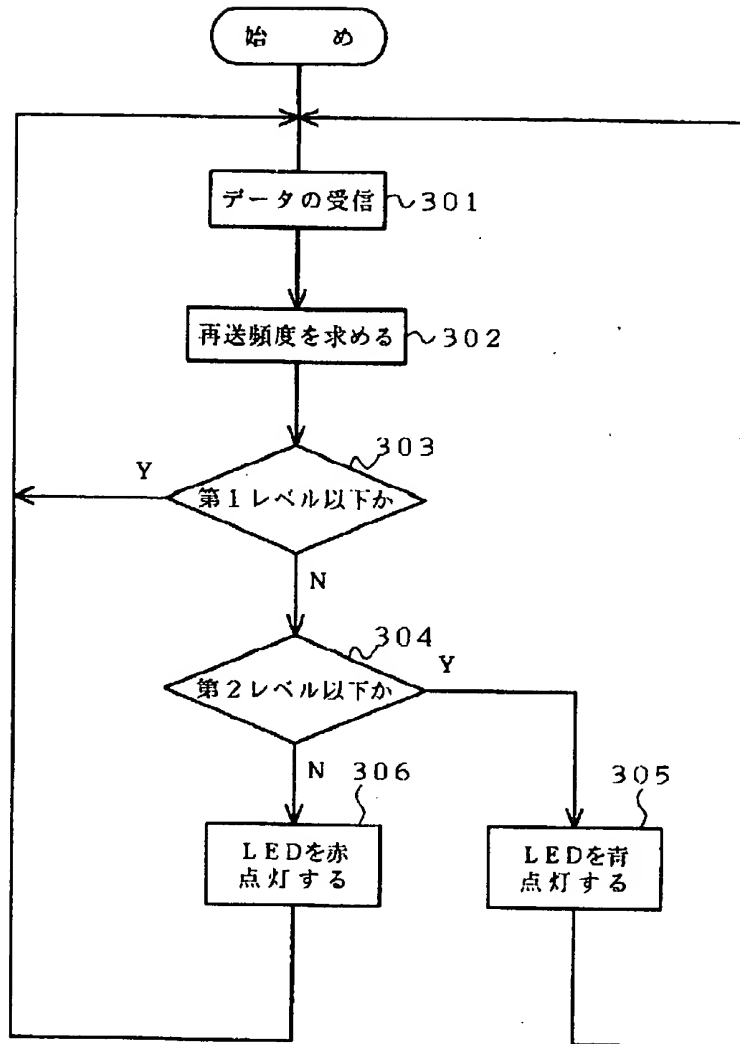 始 め
データの受信 301
再送頻度を求める 302
303
Y
第1レベル以下か
N
304
Y
第2レベル以下か
N
306
305
LEDを赤
点灯する
LEDを青
点灯する